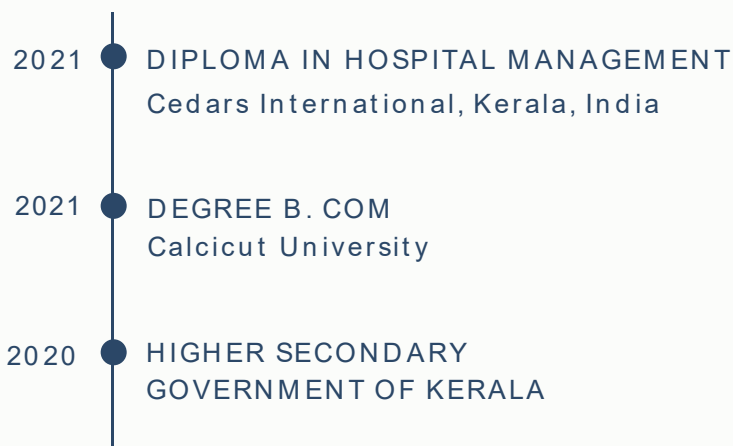 2021 DIPLOMA IN HOSPITAL MANAGEMENT
Cedars International, Kerala, India
2021 DEGREE B. COM
Calcicut University
2020 HIGHER SECONDARY
GOVERNMENT OF KERALA